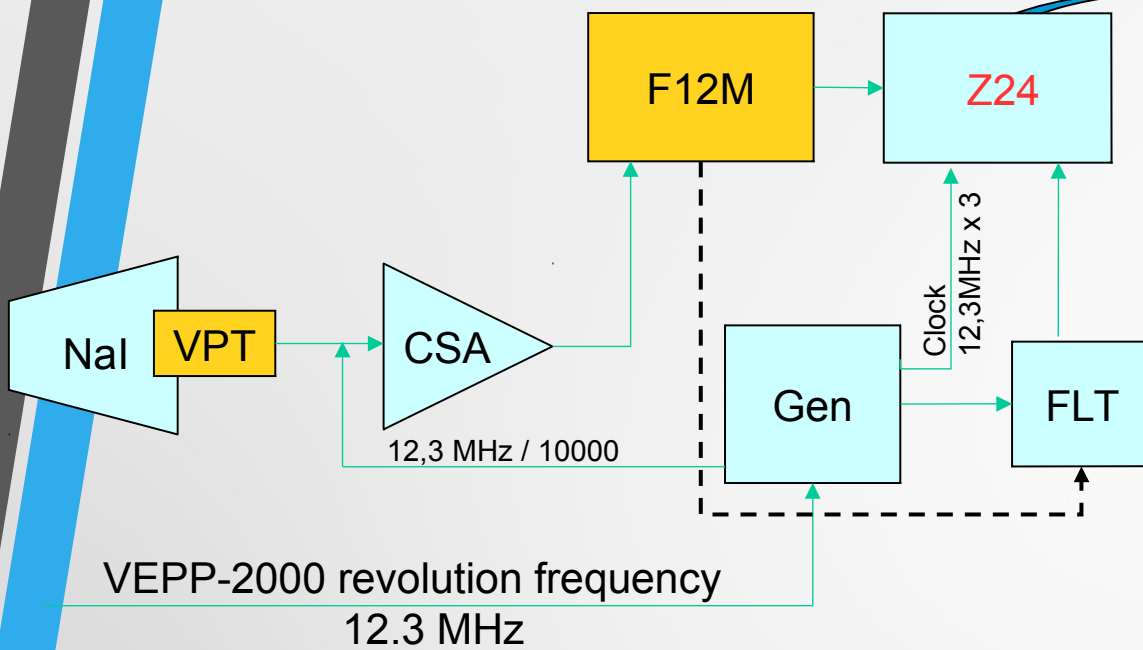 F12M
Z24
Clock
12,3MHz x 3
NaI
VPT
CSA
Gen
FLT
12,3 MHz / 10000
VEPP-2000 revolution frequency
12.3 MHz